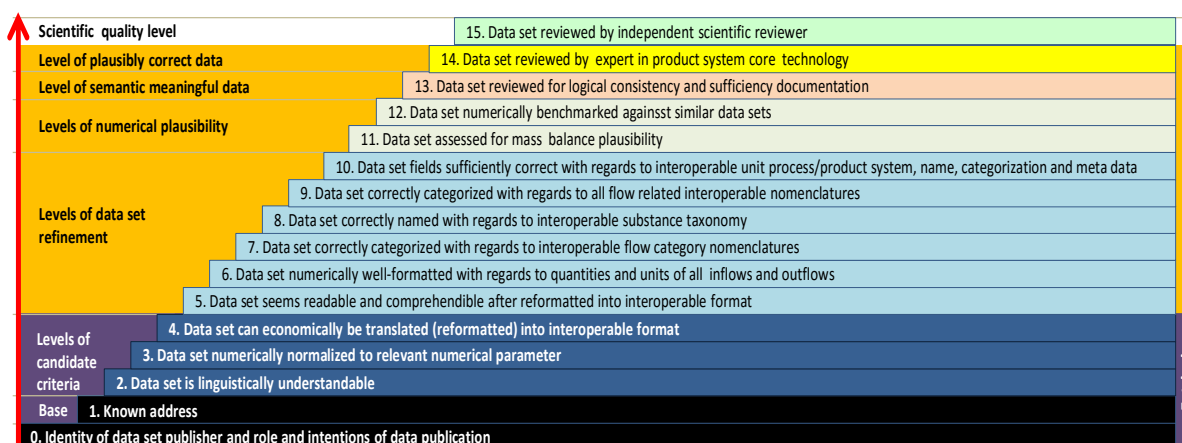 Scientific quality level
15. Data set reviewed by independent scientific reviewer
Level of plausibly correct data
14. Data set reviewed by expert in product system core technology
Level of semantic meaningful data
13. Data set reviewed for logical consistency and sufficiency documentation
Levels of numerical plausibility
12. Data set numerically benchmarked againsst similar data sets
11. Data set assessed for mass balance plausibility
Levels of data set
refinement
10. Data set fields sufficiently correct with regards to interoperable unit process/product system, name, categorization and meta data
9. Data set correctly categorized with regards to all flow related interoperable nomenclatures
8. Data set correctly named with regards to interoperable substance taxonomy
7. Data set correctly categorized with regards to interoperable flow category nomenclatures
6. Data set numerically well-formatted with regards to quantities and units of all inflows and outflows
5. Data set seems readable and comprehendible after reformatted into interoperable format
Levels of
candidate
criteria
4. Data set can economically be translated (reformatted) into interoperable format
3. Data set numerically normalized to relevant numerical parameter
2. Data set is linguistically understandable
Base
1. Known address
0. Identity of data set publisher and role and intentions of data publication